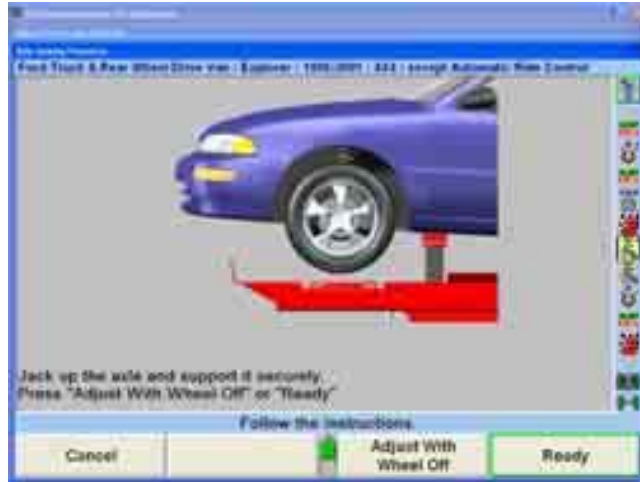 Ford Truck & Rear Wheel Drive Van : Explorer : 1995-2001 : 4X4 : except Automatic Ride Control
Jack up the axle and support it securely.
Press "Adjust With Wheel Off" or "Ready"
Follow the instructions
Cancel
Adjust With
Wheel Off
Ready